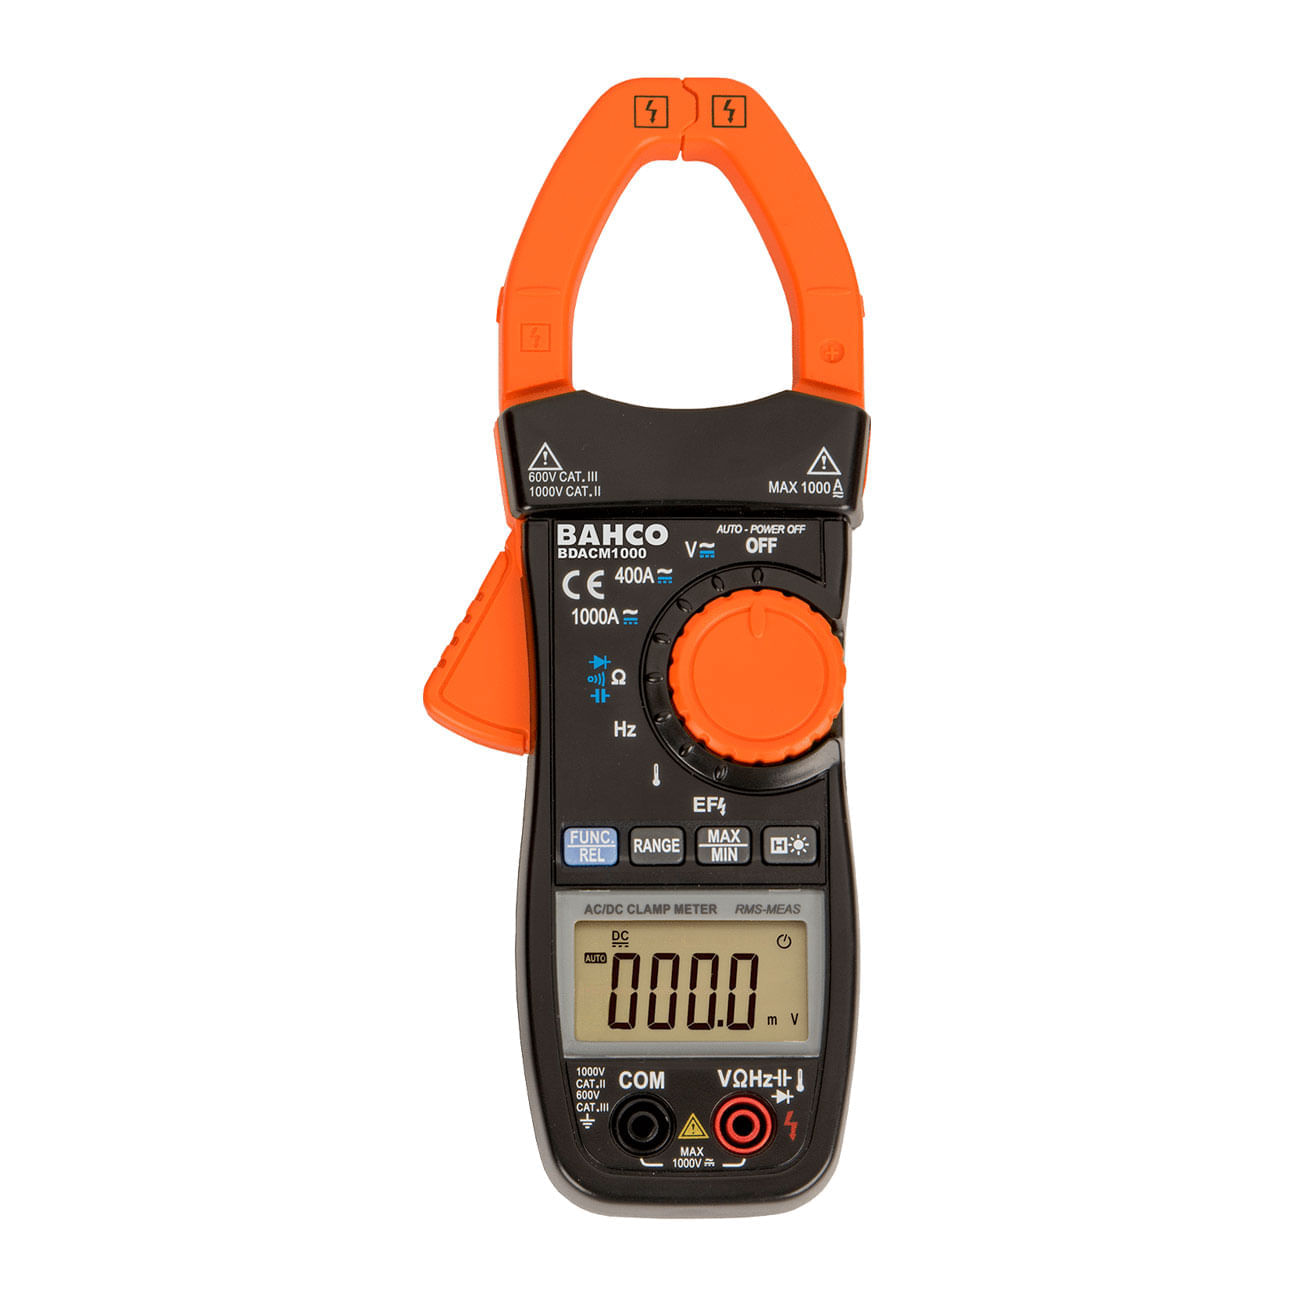 600V CAT.III
1000V CAT.II
MAX 1000A
BAHCO
BDACM1000
AUTO - POWER OFF
OFF
V
CE
400A
1000A
Ω
Hz
EF
FUNC.
REL
RANGE
MAX
MIN
H
AC/DC CLAMP METER RMS-MEAS
DC
AUTO
000.0 m V
1000V
CAT.II
600V
CAT.III
COM
VΩHz
MAX
1000V